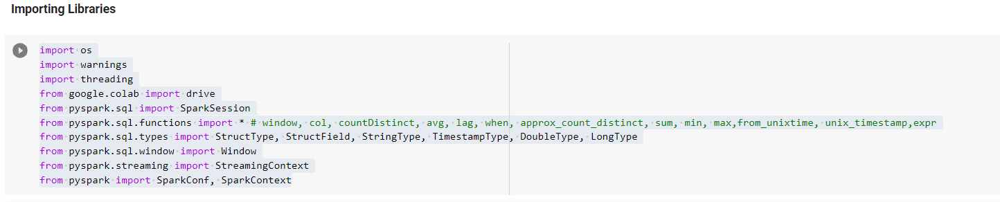 Importing Libraries
import os
import warnings
import threading
from google.colab import drive
from pyspark.sql import SparkSession
from pyspark.sql.functions import * # window, col, countDistinct, avg, lag, when, approx_count_distinct, sum, min, max,from_unixtime, unix_timestamp,expr
from pyspark.sql.types import StructType, StructField, StringType, TimestampType, DoubleType, LongType
from pyspark.sql.window import Window
from pyspark.streaming import StreamingContext
from pyspark import SparkConf, SparkContext